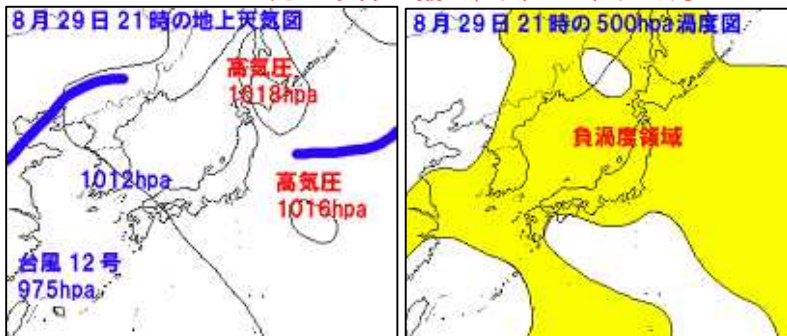 8月29日21時の地上天気図
高気圧
1018hpa
1012hpa
高気圧
1016hpa
台風12号
975hpa
8月29日21時の500hpa渦度図
負渦度領域